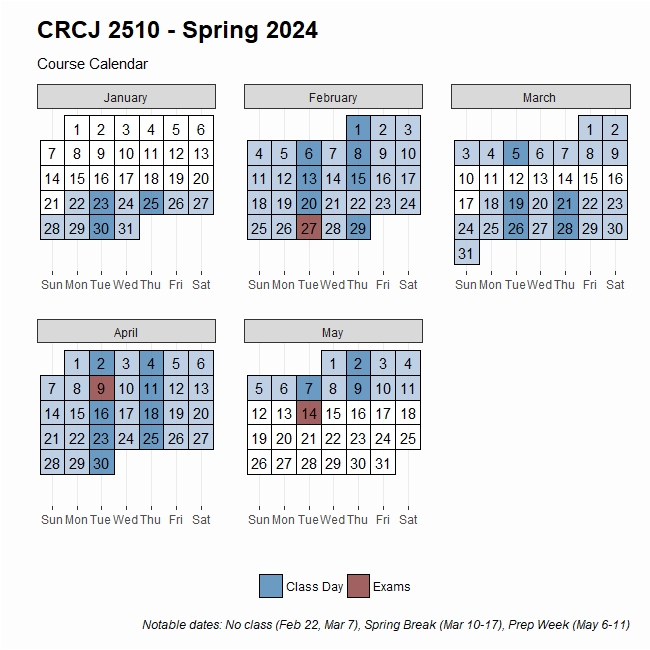 CRCJ 2510 - Spring 2024
Course Calendar
January
1 2 3 4 5 6
7 8 9 10 11 12 13
14 15 16 17 18 19 20
21 22 23 24 25 26 27
28 29 30 31
Sun Mon Tue Wed Thu Fri Sat
February
1 2 3
4 5 6 7 8 9 10
11 12 13 14 15 16 17
18 19 20 21 22 23 24
25 26 27 28 29
Sun Mon Tue Wed Thu Fri Sat
March
1 2
3 4 5 6 7 8 9
10 11 12 13 14 15 16
17 18 19 20 21 22 23
24 25 26 27 28 29 30
31
Sun Mon Tue Wed Thu Fri Sat
April
1 2 3 4 5 6
7 8 9 10 11 12 13
14 15 16 17 18 19 20
21 22 23 24 25 26 27
28 29 30
Sun Mon Tue Wed Thu Fri Sat
May
1 2 3 4
5 6 7 8 9 10 11
12 13 14 15 16 17 18
19 20 21 22 23 24 25
26 27 28 29 30 31
Sun Mon Tue Wed Thu Fri Sat
Class Day Exams
Notable dates: No class (Feb 22, Mar 7), Spring Break (Mar 10-17), Prep Week (May 6-11)